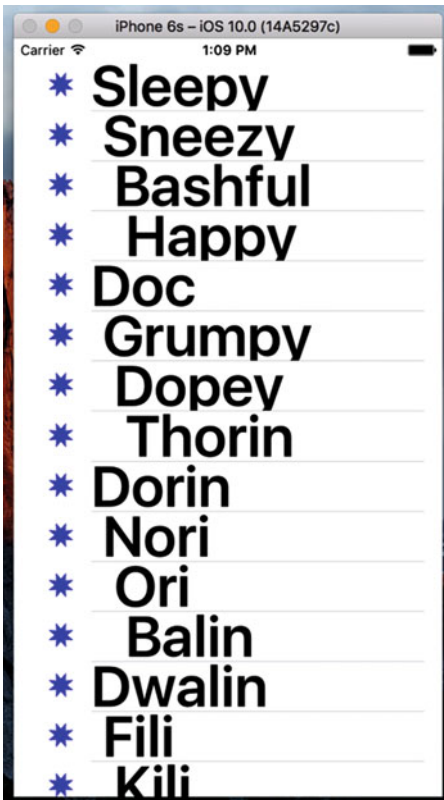 iPhone 6s – iOS 10.0 (14A5297c)
Carrier 1:09 PM
Sleepy
Sneezy
Bashful
Happy
Doc
Grumpy
Dopey
Thorin
Dorin
Nori
Ori
Balin
Dwalin
Fili
Kili